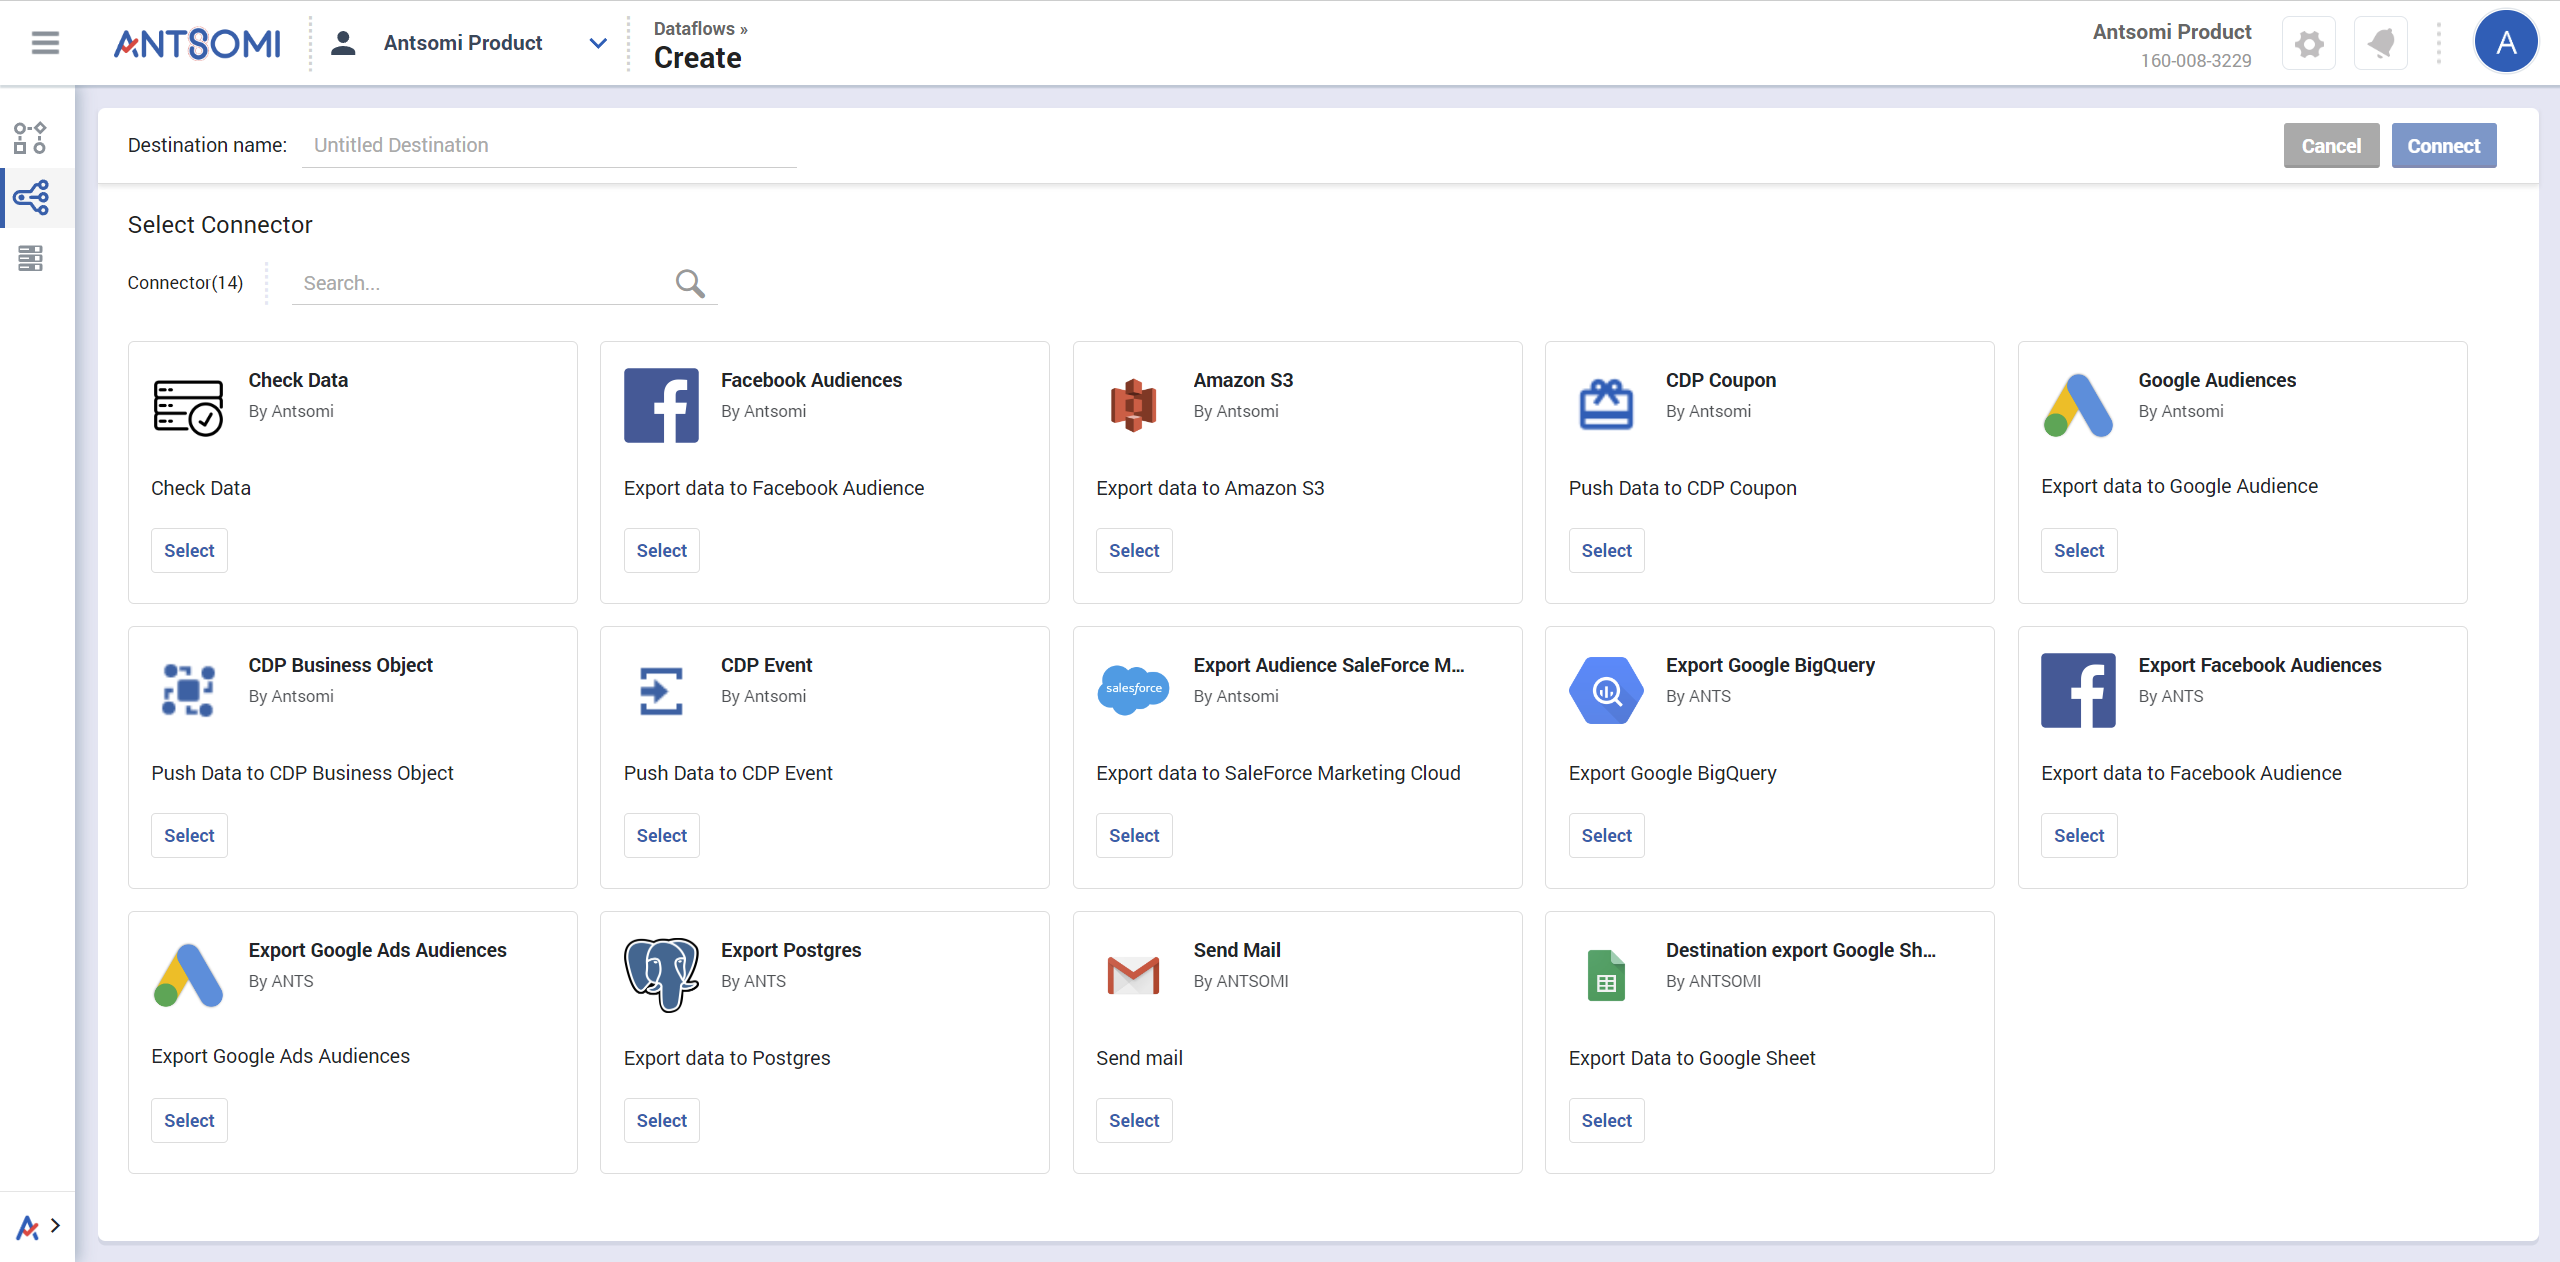 ANTSOMI
Antsomi Product
Dataflows »
Create
Antsomi Product
160-008-3229
A
Destination name:
Untitled Destination
Cancel
Connect
Select Connector
Connector(14)
Search...
Check Data
By Antsomi
Check Data
Select
Facebook Audiences
By Antsomi
Export data to Facebook Audience
Select
Amazon S3
By Antsomi
Export data to Amazon S3
Select
CDP Coupon
By Antsomi
Push Data to CDP Coupon
Select
Google Audiences
By Antsomi
Export data to Google Audience
Select
CDP Business Object
By Antsomi
Push Data to CDP Business Object
Select
CDP Event
By Antsomi
Push Data to CDP Event
Select
salesforce
Export Audience SaleForce M...
By Antsomi
Export data to SaleForce Marketing Cloud
Select
Export Google BigQuery
By ANTS
Export Google BigQuery
Select
Export Facebook Audiences
By ANTS
Export data to Facebook Audience
Select
Export Google Ads Audiences
By ANTS
Export Google Ads Audiences
Select
Export Postgres
By ANTS
Export data to Postgres
Select
Send Mail
By ANTSOMI
Send mail
Select
Destination export Google Sh...
By ANTSOMI
Export Data to Google Sheet
Select